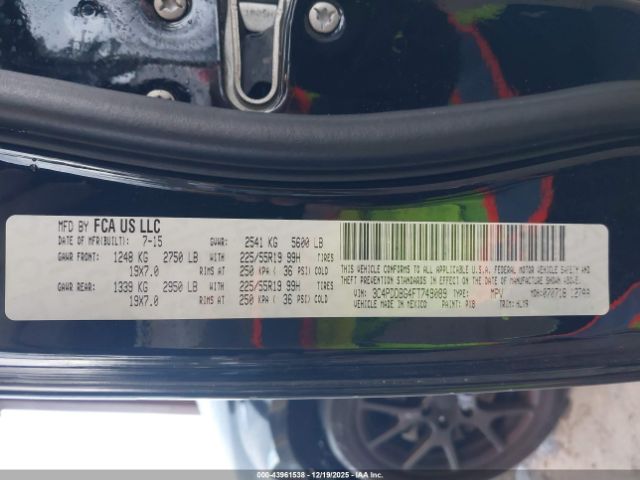 MFD BY FCA US LLC
DATE OF MFR(BUILT): 7-15 GVWR: 2541 KG 5600 LB
GAWR FRONT: 1248 KG 2750 LB WITH 225/55R19 99H TIRES
19X7.0 RIMS AT 250 KPA ( 36 PSI) COLD
GAWR REAR: 1339 KG 2950 LB WITH 225/55R19 99H TIRES
19X7.0 RIMS AT 250 KPA ( 36 PSI) COLD
THIS VEHICLE CONFORMS TO ALL APPLICABLE U.S.A. FEDERAL MOTOR VEHICLE SAFETY AND
THEFT PREVENTION STANDARDS IN EFFECT ON THE DATE OF MANUFACTURE SHOWN ABOVE.
VIN: 3C4PDDBG4FT749099 TYPE: MPV MDH: 070718
VEHICLE MADE IN MEXICO PAINT: TRIM:
000-43961538 - 12/19/2025 - IAA Inc.